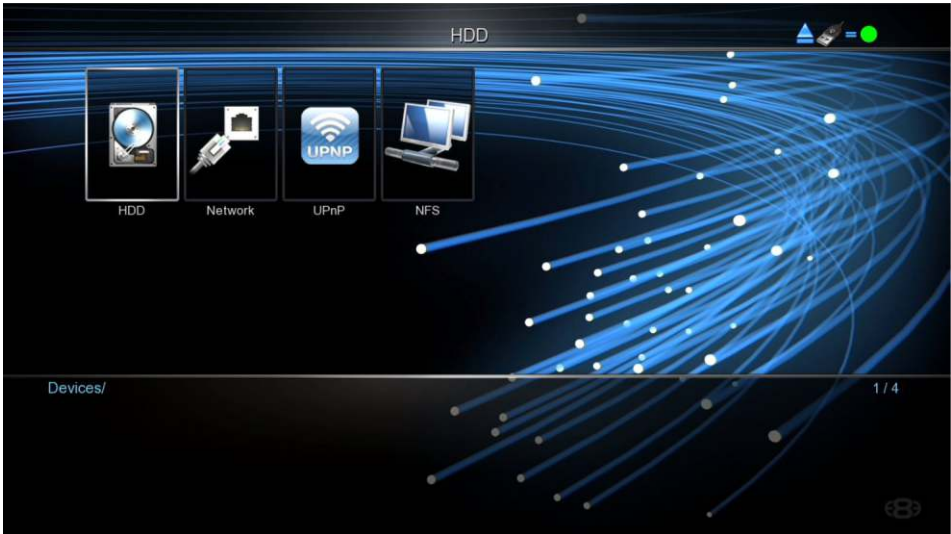 HDD
UPNP
HDD
Network
UPnP
NFS
Devices/
1 / 4